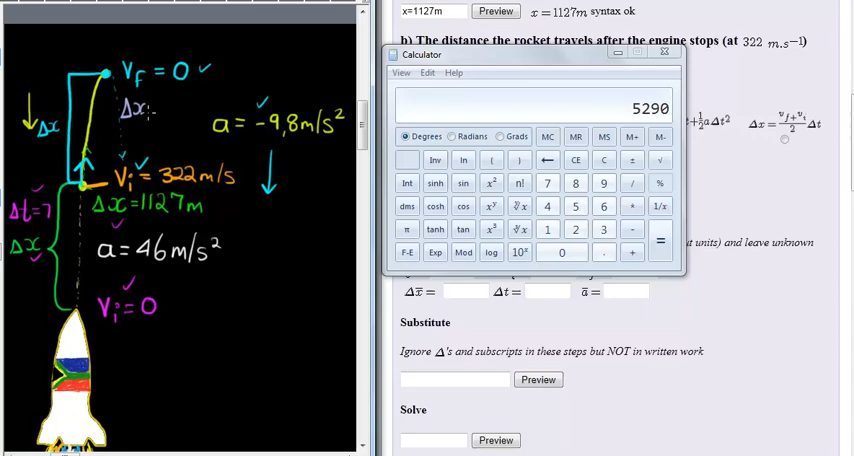 V_f = 0 ✓
Δx
Δx
a = -9,8m/s²
V_i = 322m/s
Δt=7
Δx=1127m
Δx
a = 46m/s²
V_i = 0
x=1127m Preview x = 1127m syntax ok
b) The distance the rocket travels after the engine stops (at 322 m.s−1)
Calculator
View Edit Help
5290
Degrees Radians Grads MC MR MS M+ M-
Inv ln ( ) ← CE C ± √
Int sinh sin x² n! 7 8 9 / %
dms cosh cos xʸ ʸ√x 4 5 6 * 1/x
π tanh tan x³ ³√x 1 2 3 - =
F-E Exp Mod log 10ˣ 0 . +
t+½aΔt² Δx = (v_f+v_i)/2 Δt
ut units) and leave unknown
Δx̅ = Δt = a̅ =
Substitute
Ignore Δ's and subscripts in these steps but NOT in written work
Preview
Solve
Preview